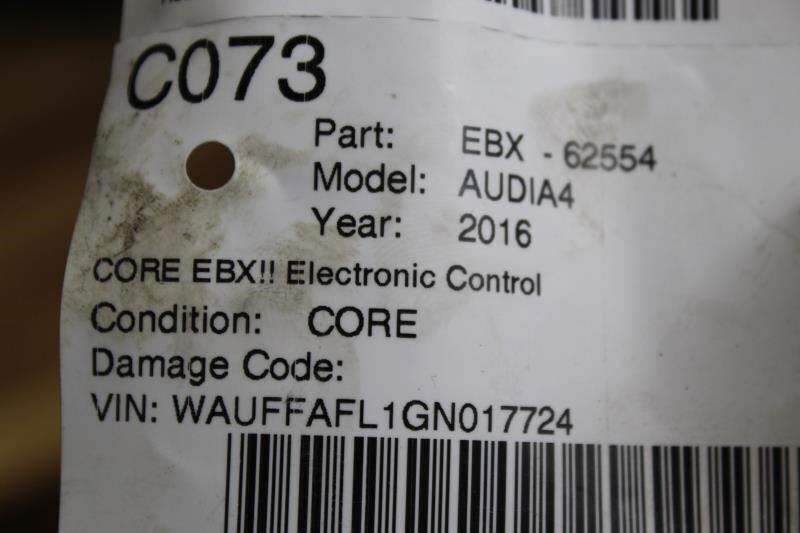 C073
Part: EBX - 62554
Model: AUDIA4
Year: 2016
CORE EBX!! Electronic Control
Condition: CORE
Damage Code:
VIN: WAUFFAFL1GN017724